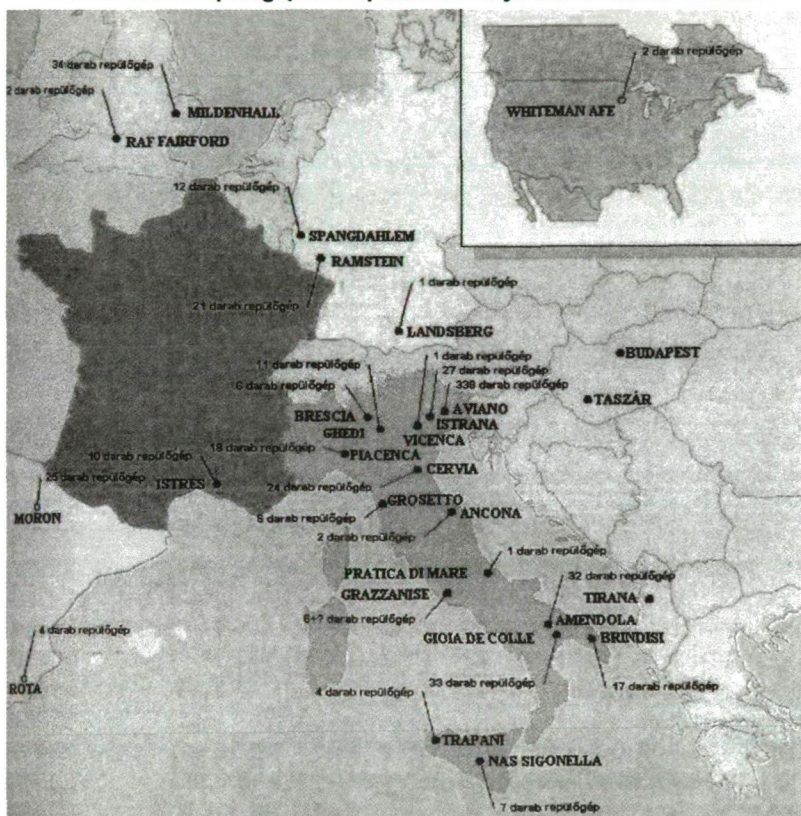 34 darab repülőgép
2 darab repülőgép
MILDENHALL
RAF FAIRFORD
2 darab repülőgép
WHITEMAN AFE
12 darab repülőgép
SPANGDAHLEM
RAMSTEIN
21 darab repülőgép
1 darab repülőgép
LANDSBERG
BUDAPEST
TASZÁR
1 darab repülőgép
27 darab repülőgép
11 darab repülőgép
6 darab repülőgép
darab repülőgép
AVIANO
BRESCIA
ISTRANA
GHEDI
VICENCA
18 darab repülőgép
PIACENCA
CERVIA
10 darab repülőgép
25 darab repülőgép
ISTRES
24 darab repülőgép
MORON
GROSETTO
6 darab repülőgép
ANCONA
2 darab repülőgép
1 darab repülőgép
PRATICA DI MARE
32 darab repülőgép
GRAZZANISE
TIRANA
6+? darab repülőgép
AMENDOLA
GIOIA DE COLLE
BRINDISI
4 darab repülőgép
ROTA
33 darab repülőgép
17 darab repülőgép
4 darab repülőgép
TRAPANI
NAS SIGONELLA
7 darab repülőgép